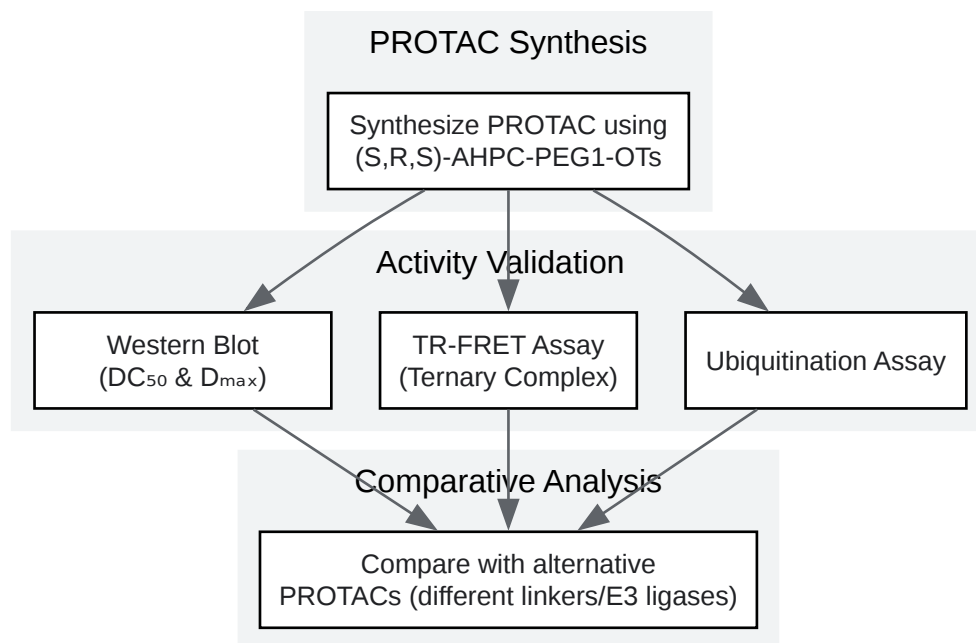 PROTAC Synthesis
Synthesize PROTAC using
(S,R,S)-AHPC-PEG1-OTs
Activity Validation
Western Blot
(DC₅₀ & Dₘₐₓ)
TR-FRET Assay
(Ternary Complex)
Ubiquitination Assay
Comparative Analysis
Compare with alternative
PROTACs (different linkers/E3 ligases)